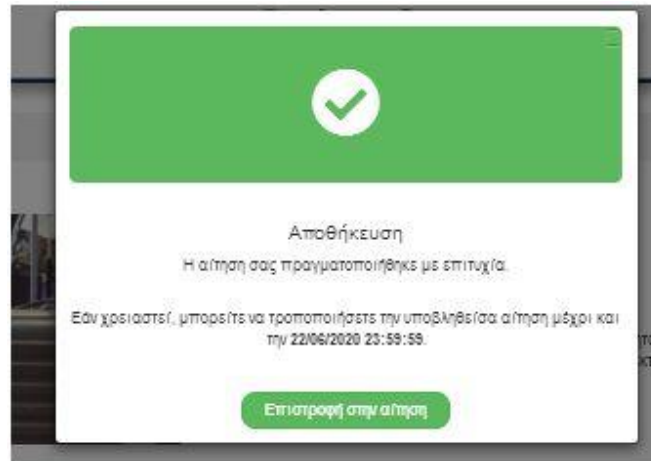 Αποθήκευση
Η αίτηση σας πραγματοποιήθηκε με επιτυχία.
Εάν χρειαστεί, μπορείτε να τροποποιήσετε την υποβληθείσα αίτηση μέχρι και
την 22/06/2020 23:59:59.
Επιστροφή στην αίτηση